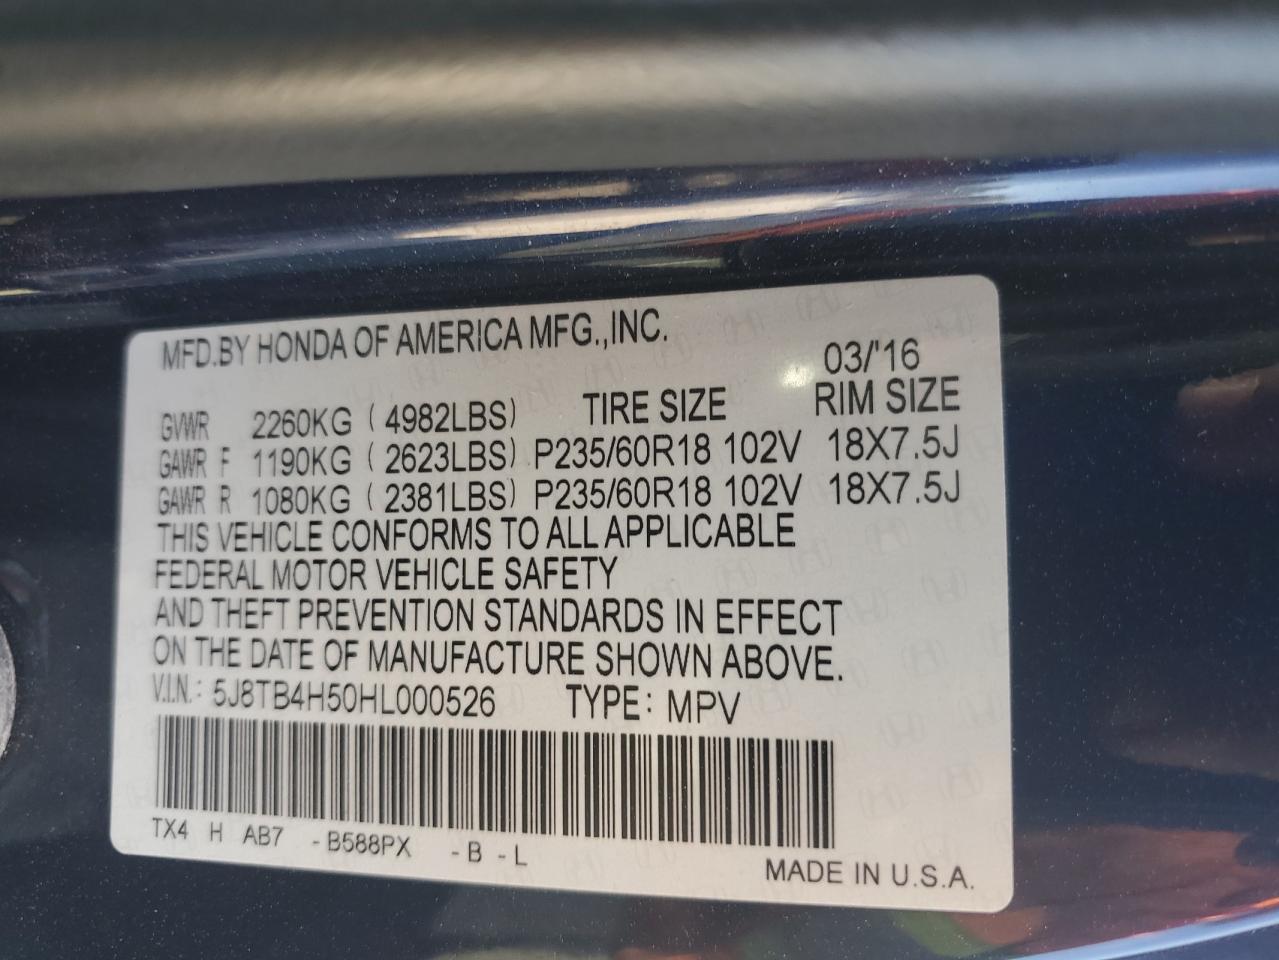 MFD.BY HONDA OF AMERICA MFG.,INC.
03/'16
GVWR 2260KG ( 4982LBS) TIRE SIZE RIM SIZE
GAWR F 1190KG ( 2623LBS) P235/60R18 102V 18X7.5J
GAWR R 1080KG ( 2381LBS) P235/60R18 102V 18X7.5J
THIS VEHICLE CONFORMS TO ALL APPLICABLE
FEDERAL MOTOR VEHICLE SAFETY
AND THEFT PREVENTION STANDARDS IN EFFECT
ON THE DATE OF MANUFACTURE SHOWN ABOVE.
V.I.N.: 5J8TB4H50HL000526 TYPE: MPV
TX4 H AB7 -B588PX -B -L
MADE IN U.S.A.